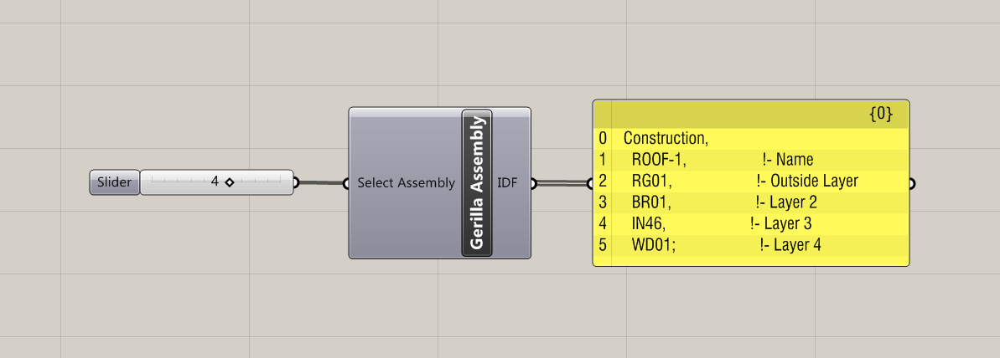 Slider 4
Select Assembly
Gerilla Assembly
IDF
{0}
0 Construction,
1 ROOF-1, !- Name
2 RG01, !- Outside Layer
3 BR01, !- Layer 2
4 IN46, !- Layer 3
5 WD01; !- Layer 4